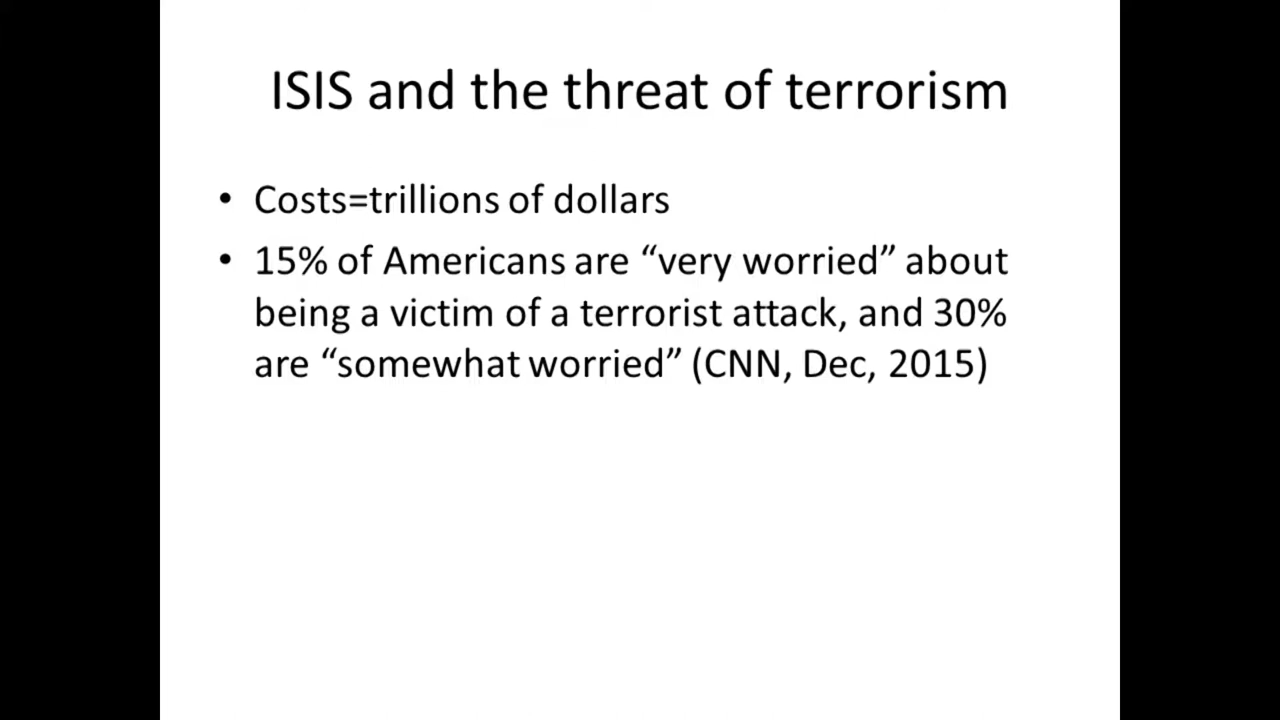 ISIS and the threat of terrorism
• Costs=trillions of dollars
• 15% of Americans are “very worried” about
being a victim of a terrorist attack, and 30%
are “somewhat worried” (CNN, Dec, 2015)